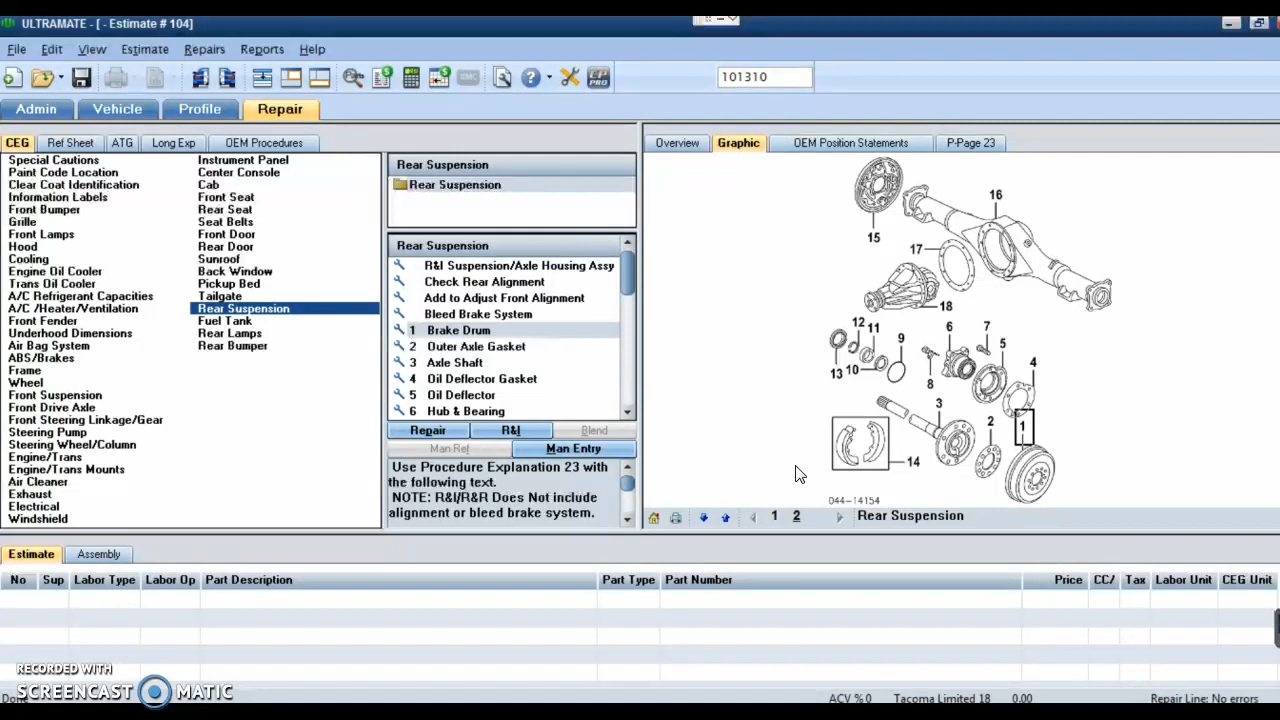 ULTRAMATE - [ - Estimate # 104]
File Edit View Estimate Repairs Reports Help
101310
Admin Vehicle Profile Repair
CEG Ref Sheet ATG Long Exp OEM Procedures
Special Cautions
Paint Code Location
Clear Coat Identification
Information Labels
Front Bumper
Grille
Front Lamps
Hood
Cooling
Engine Oil Cooler
Trans Oil Cooler
A/C Refrigerant Capacities
A/C /Heater/Ventilation
Front Fender
Underhood Dimensions
Air Bag System
ABS/Brakes
Frame
Wheel
Front Suspension
Front Drive Axle
Front Steering Linkage/Gear
Steering Pump
Steering Wheel/Column
Engine/Trans
Engine/Trans Mounts
Air Cleaner
Exhaust
Electrical
Windshield
Instrument Panel
Center Console
Cab
Front Seat
Rear Seat
Seat Belts
Front Door
Rear Door
Sunroof
Back Window
Pickup Bed
Tailgate
Rear Suspension
Fuel Tank
Rear Lamps
Rear Bumper
Rear Suspension
Rear Suspension
Rear Suspension
R&I Suspension/Axle Housing Assy
Check Rear Alignment
Add to Adjust Front Alignment
Bleed Brake System
1 Brake Drum
2 Outer Axle Gasket
3 Axle Shaft
4 Oil Deflector Gasket
5 Oil Deflector
6 Hub & Bearing
Repair R&I Blend
Man Ref Man Entry
Use Procedure Explanation 23 with
the following text.
NOTE: R&I/R&R Does Not include
alignment or bleed brake system.
Overview Graphic OEM Position Statements P-Page 23
16
15
17
18
12
11
9
6
7
5
13
10
8
4
3
2
1
14
044-14154
1 2 Rear Suspension
Estimate Assembly
No Sup Labor Type Labor Op Part Description Part Type Part Number Price CC/ Tax Labor Unit CEG Unit
RECORDED WITH
SCREENCAST MATIC
ACV % 0 Tacoma Limited 18 0.00 Repair Line: No errors